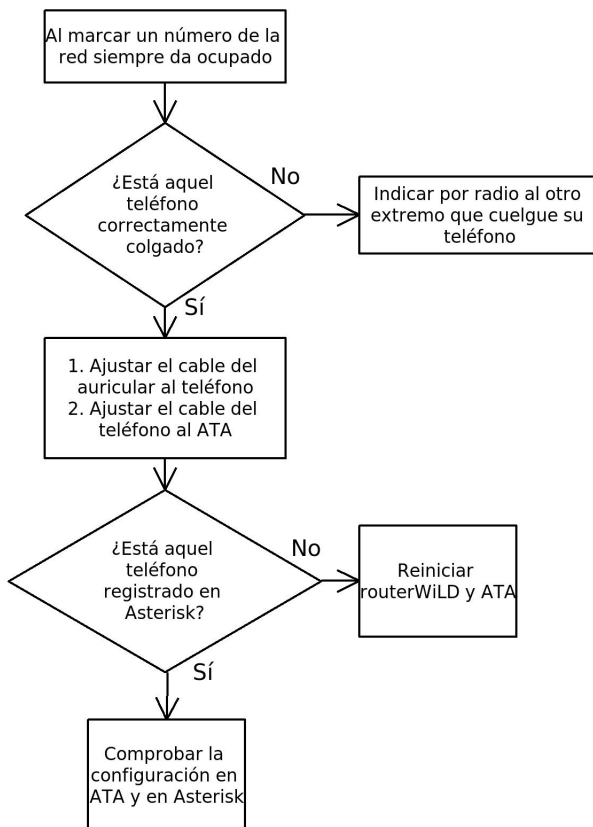 Al marcar un número de la
red siempre da ocupado
¿Está aquel
teléfono
correctamente
colgado?
No
Indicar por radio al otro
extremo que cuelgue su
teléfono
Sí
1. Ajustar el cable del
auricular al teléfono
2. Ajustar el cable del
teléfono al ATA
¿Está aquel
teléfono
registrado en
Asterisk?
No
Reiniciar
routerWiLD y ATA
Sí
Comprobar la
configuración en
ATA y en Asterisk